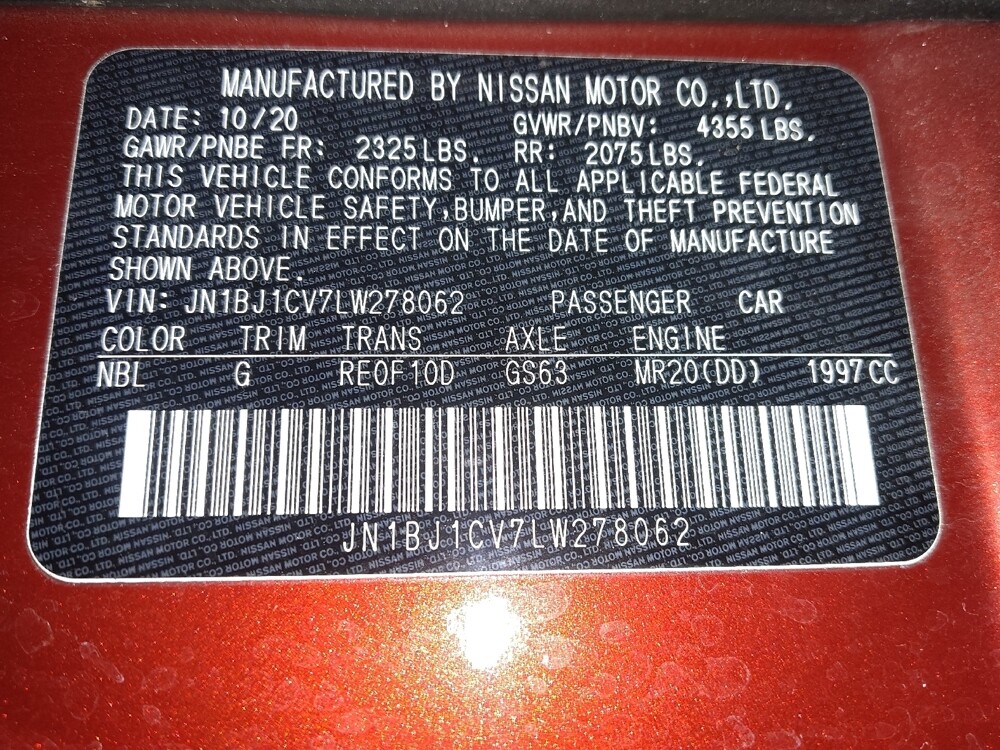 MANUFACTURED BY NISSAN MOTOR CO.,LTD.
DATE: 10/20 GVWR/PNBV: 4355 LBS.
GAWR/PNBE FR: 2325 LBS. RR: 2075 LBS.
THIS VEHICLE CONFORMS TO ALL APPLICABLE FEDERAL
MOTOR VEHICLE SAFETY,BUMPER,AND THEFT PREVENTION
STANDARDS IN EFFECT ON THE DATE OF MANUFACTURE
SHOWN ABOVE.
VIN: JN1BJ1CV7LW278062 PASSENGER CAR
COLOR TRIM TRANS AXLE ENGINE
NBL G RE0F10D GS63 MR20(DD) 1997 CC
JN1BJ1CV7LW278062